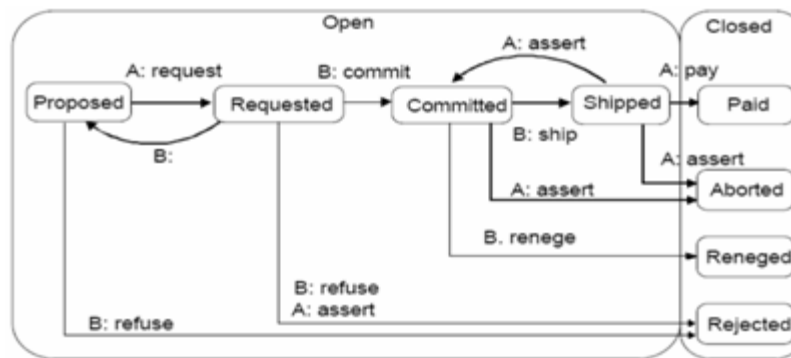 Open
Closed
A: assert
A: request
B: commit
A: pay
Proposed
Requested
Committed
Shipped
Paid
B:
B: ship
A: assert
A: assert
Aborted
B. renege
Reneged
B: refuse
A: assert
B: refuse
Rejected